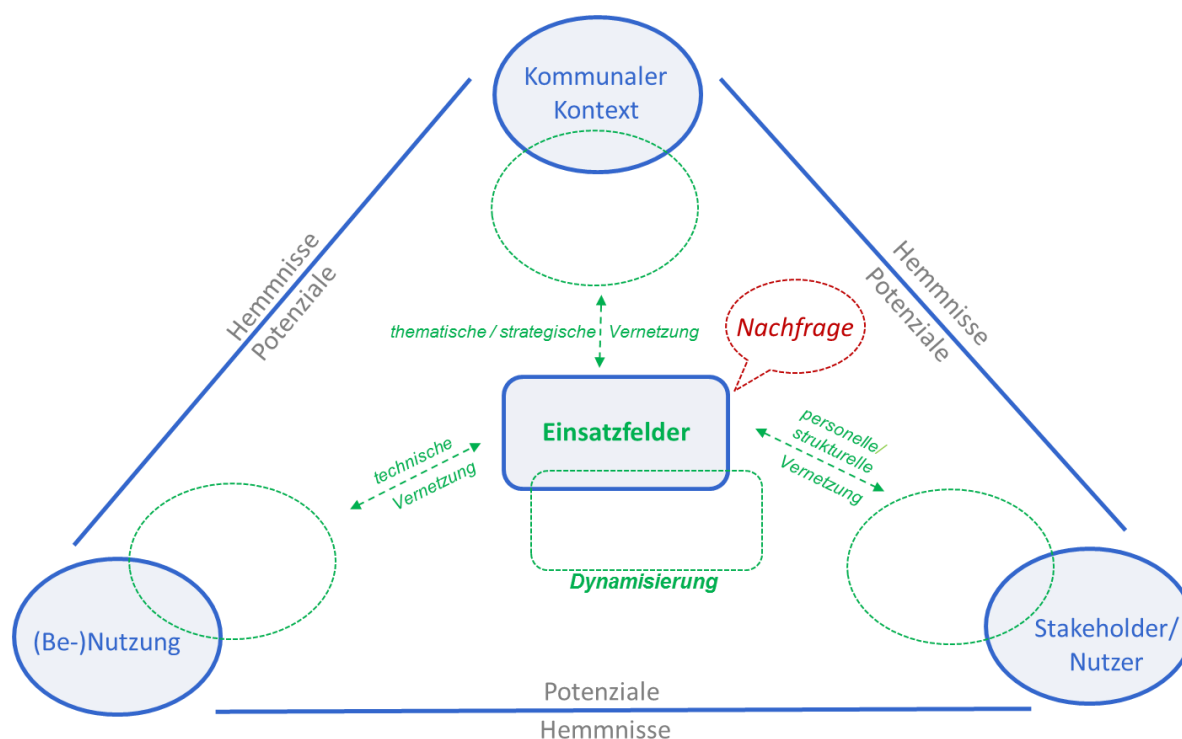 Kommunaler
Kontext
Hemmnisse
Potenziale
Hemmnisse
Potenziale
thematische / strategische Vernetzung
Nachfrage
Einsatzfelder
technische
Vernetzung
personelle/
strukturelle
Vernetzung
Dynamisierung
(Be-)Nutzung
Stakeholder/
Nutzer
Potenziale
Hemmnisse